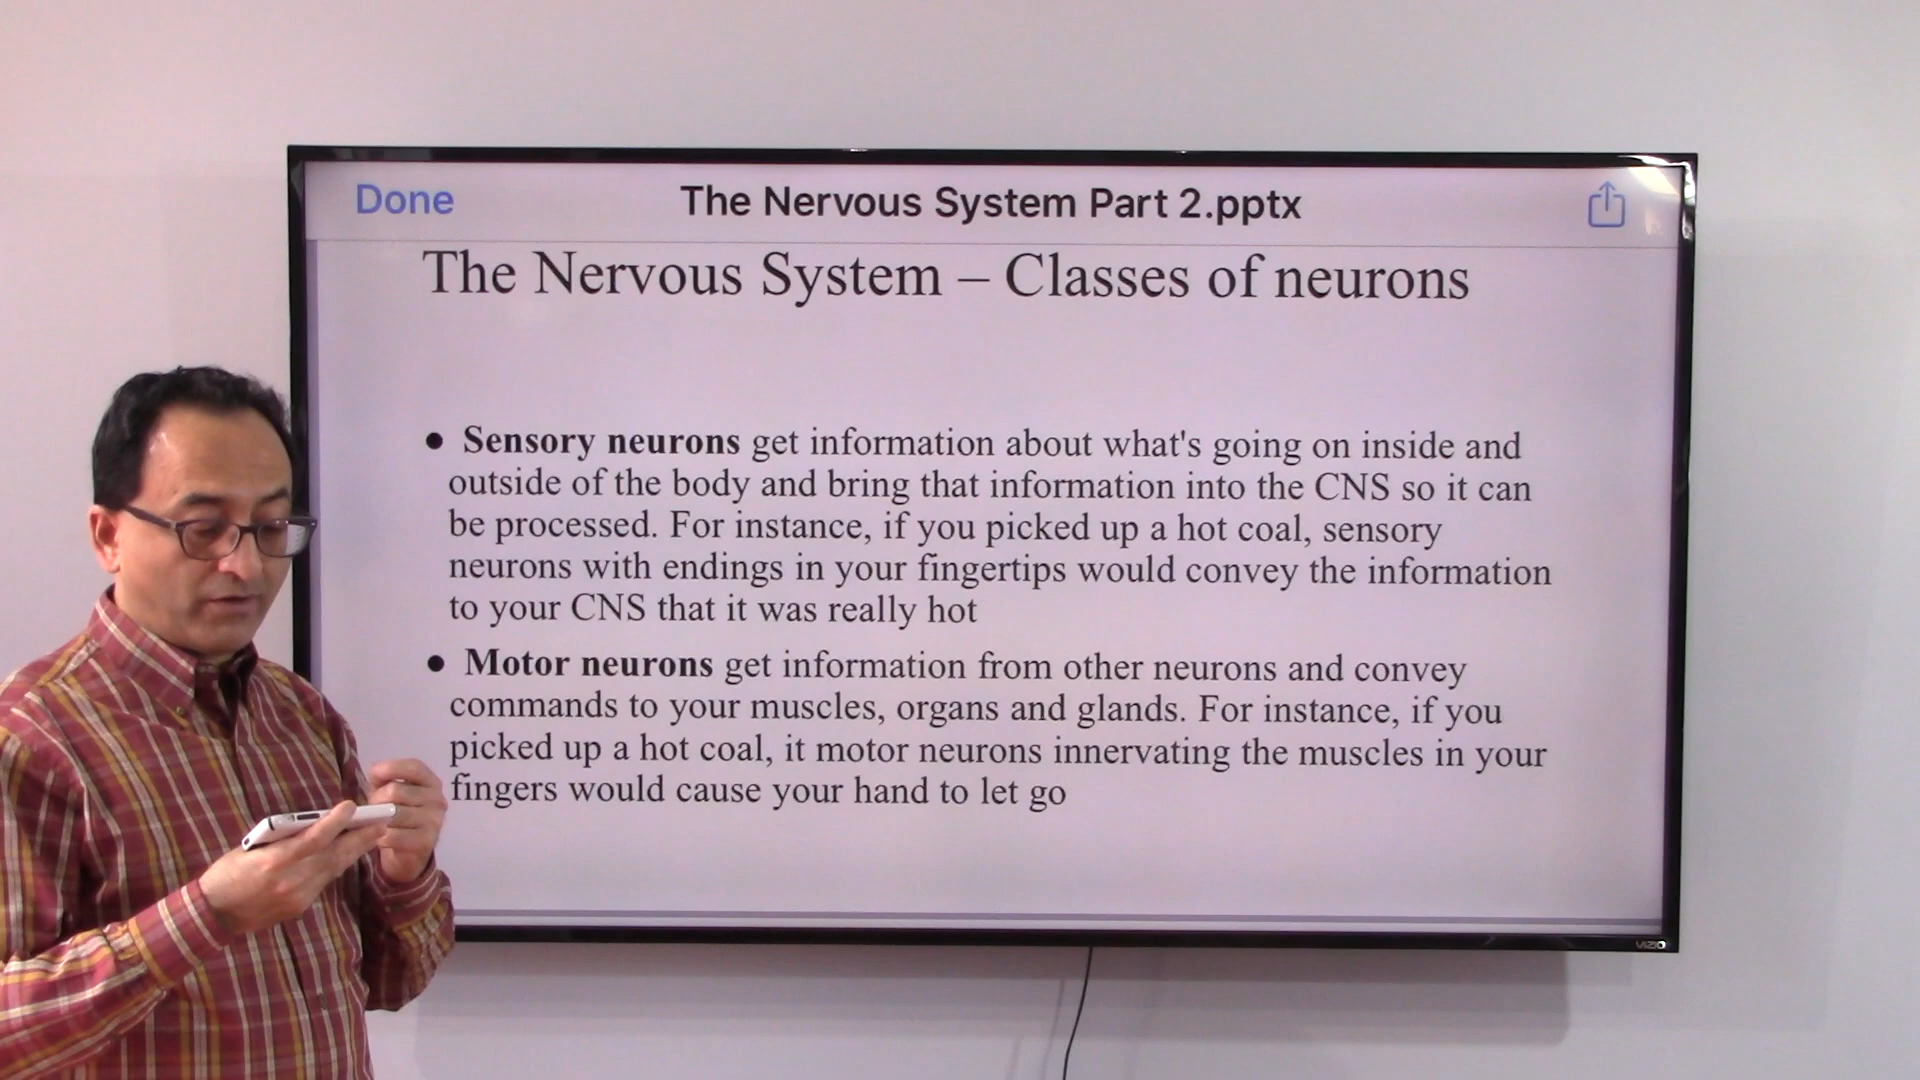 Done
The Nervous System Part 2.pptx
The Nervous System – Classes of neurons
● Sensory neurons get information about what's going on inside and
outside of the body and bring that information into the CNS so it can
be processed. For instance, if you picked up a hot coal, sensory
neurons with endings in your fingertips would convey the information
to your CNS that it was really hot
● Motor neurons get information from other neurons and convey
commands to your muscles, organs and glands. For instance, if you
picked up a hot coal, it motor neurons innervating the muscles in your
fingers would cause your hand to let go
VIZIO